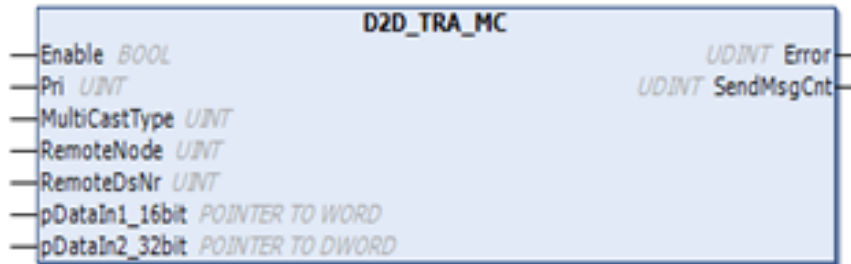 D2D_TRA_MC
Enable BOOL UDINT Error
Pri UINT UDINT SendMsgCnt
MultiCastType UINT
RemoteNode UINT
RemoteDsNr UINT
pDataIn1_16bit POINTER TO WORD
pDataIn2_32bit POINTER TO DWORD